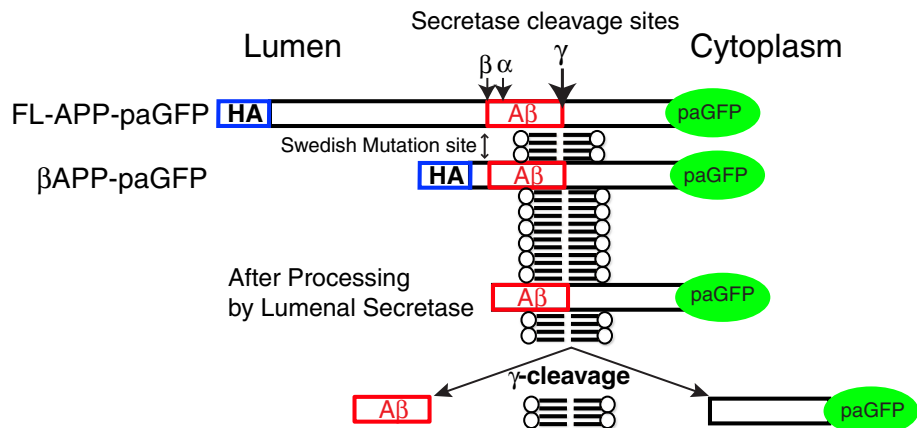 Secretase cleavage sites
Lumen
Cytoplasm
β α γ
FL-APP-paGFP
HA
Aβ
paGFP
Swedish Mutation site
βAPP-paGFP
HA
Aβ
paGFP
After Processing
by Lumenal Secretase
Aβ
paGFP
γ-cleavage
Aβ
paGFP